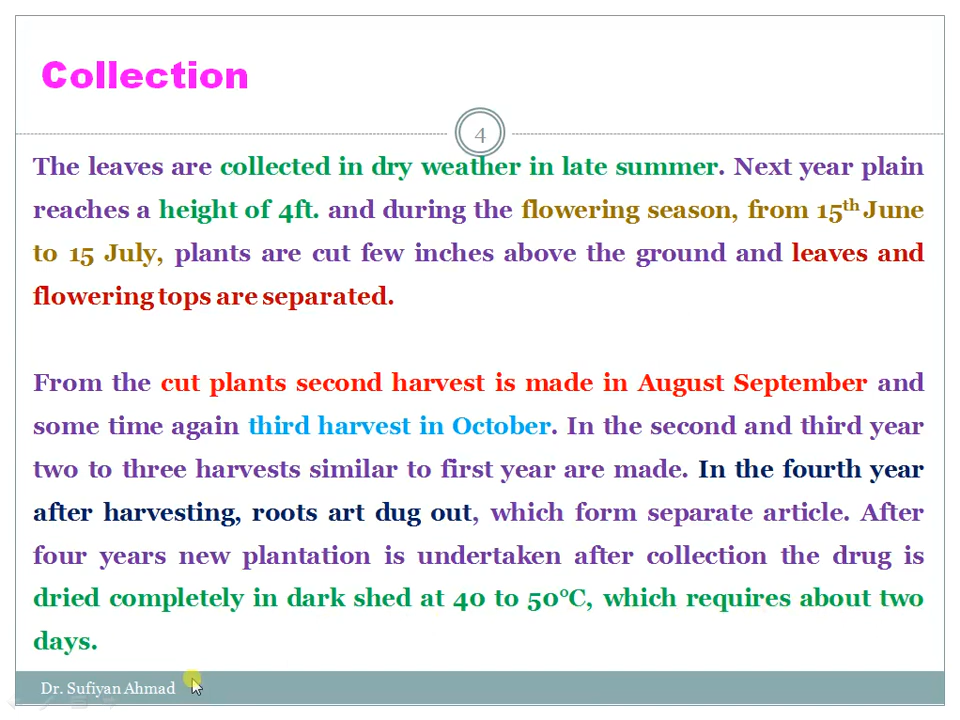 Collection
4
The leaves are collected in dry weather in late summer. Next year plain
reaches a height of 4ft. and during the flowering season, from 15th June
to 15 July, plants are cut few inches above the ground and leaves and
flowering tops are separated.
From the cut plants second harvest is made in August September and
some time again third harvest in October. In the second and third year
two to three harvests similar to first year are made. In the fourth year
after harvesting, roots art dug out, which form separate article. After
four years new plantation is undertaken after collection the drug is
dried completely in dark shed at 40 to 50°C, which requires about two
days.
Dr. Sufiyan Ahmad